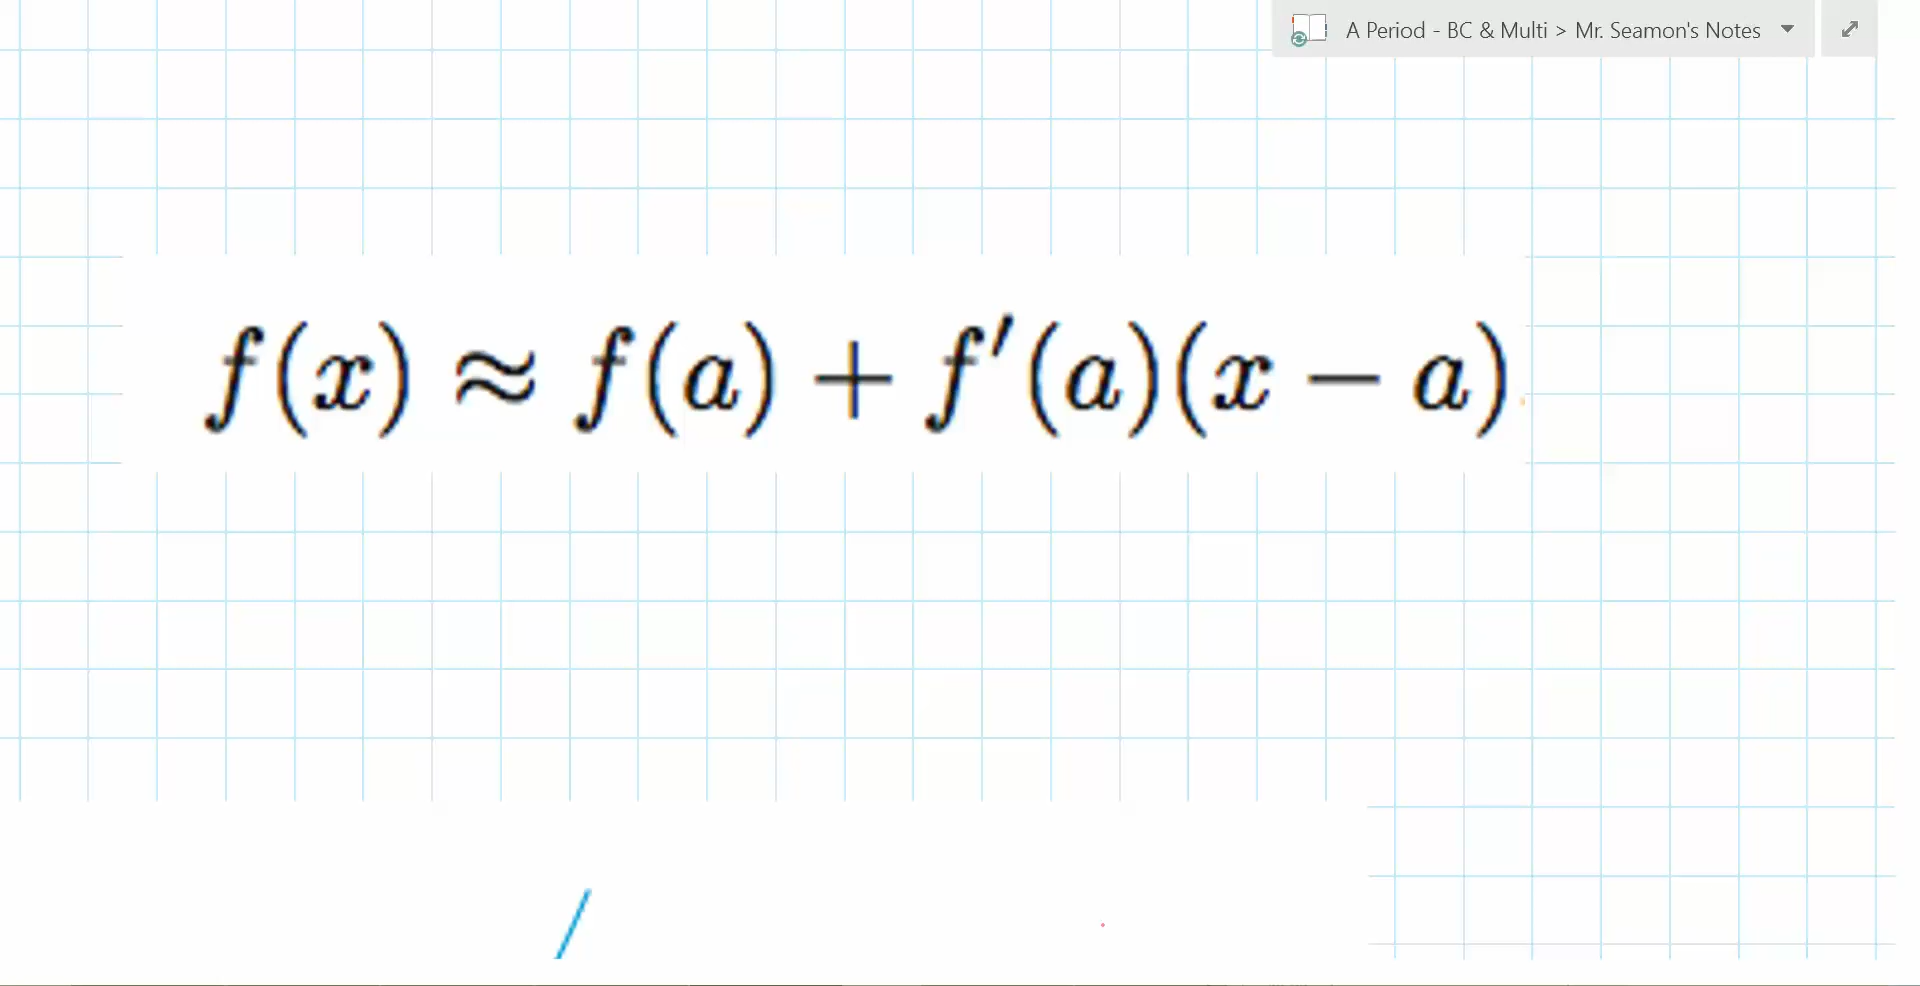 A Period - BC & Multi > Mr. Seamon's Notes
f(x) ≈ f(a) + f′(a)(x − a).